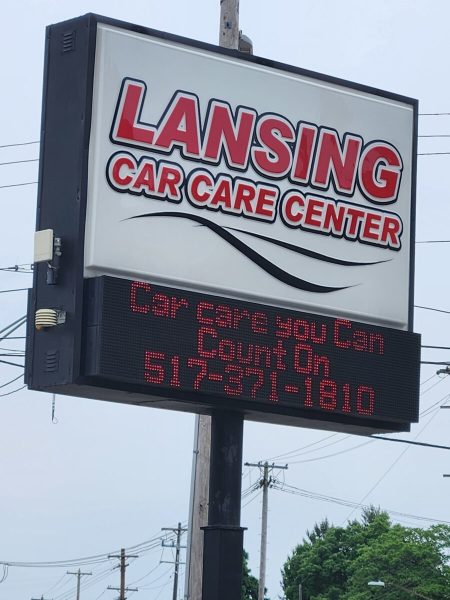 LANSING
CAR CARE CENTER
Car care you Can
Count On
517-371-1810